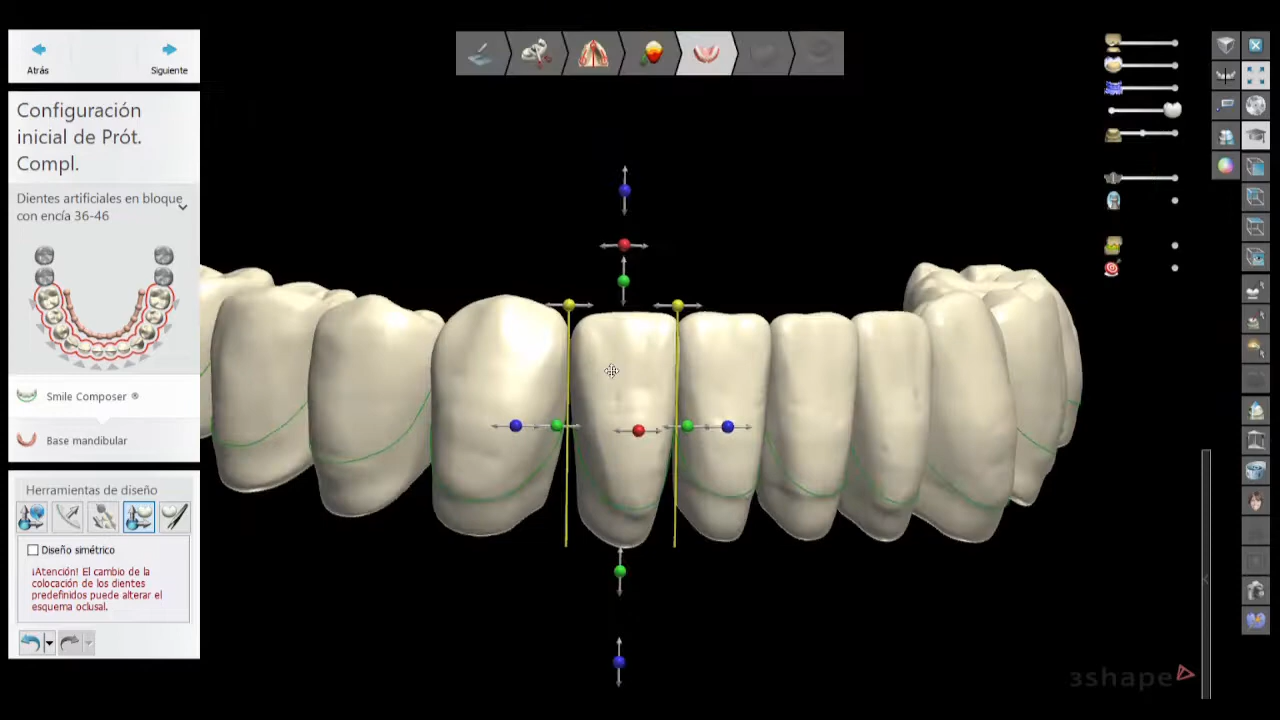 Atrás
Siguiente
Configuración
inicial de Prót.
Compl.
Dientes artificiales en bloque
con encía 36-46
Smile Composer ®
Base mandibular
Herramientas de diseño
Diseño simétrico
¡Atención! El cambio de la
colocación de los dientes
predefinidos puede alterar el
esquema oclusal.
3shape